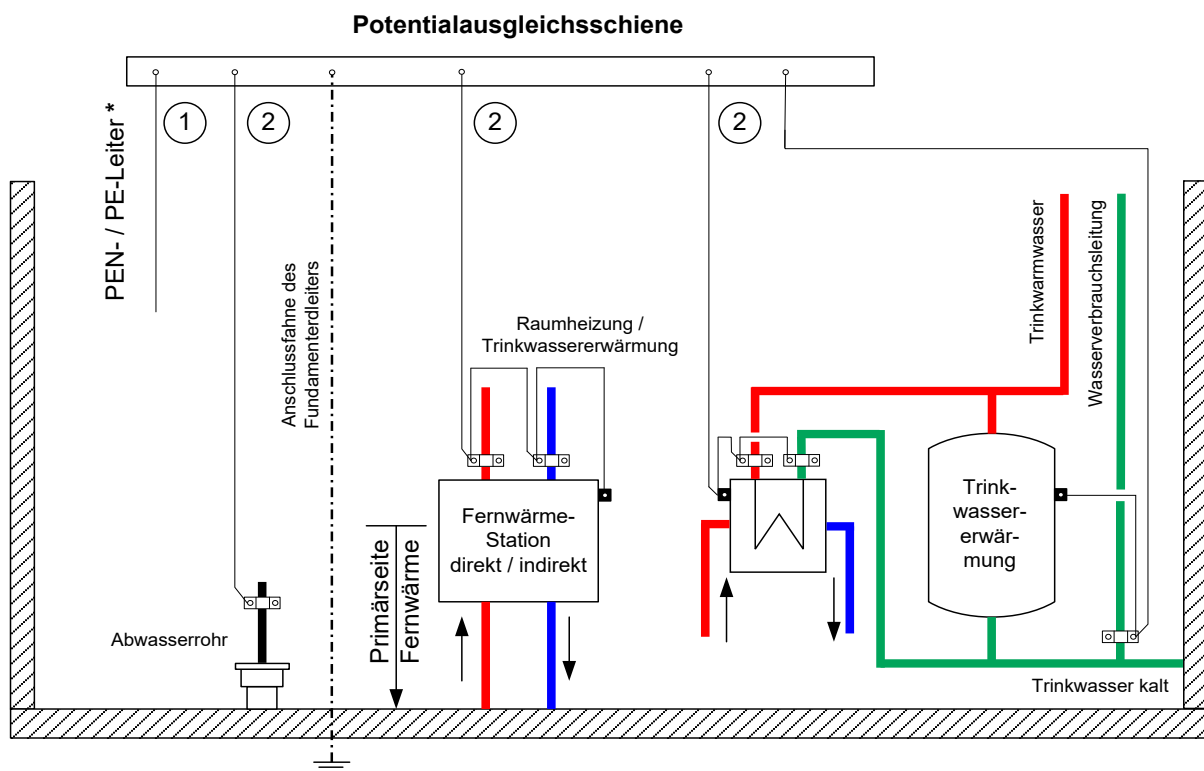 Potentialausgleichsschiene
PEN- / PE-Leiter *
1
2
2
2
Anschlussfahne des
Fundamenterdleiters
Raumheizung /
Trinkwassererwärmung
Trinkwarmwasser
Wasserverbrauchsleitung
Fernwärme-
Station
direkt / indirekt
Primärseite
Fernwärme
Trink-
wasser-
erwär-
mung
Abwasserrohr
Trinkwasser kalt